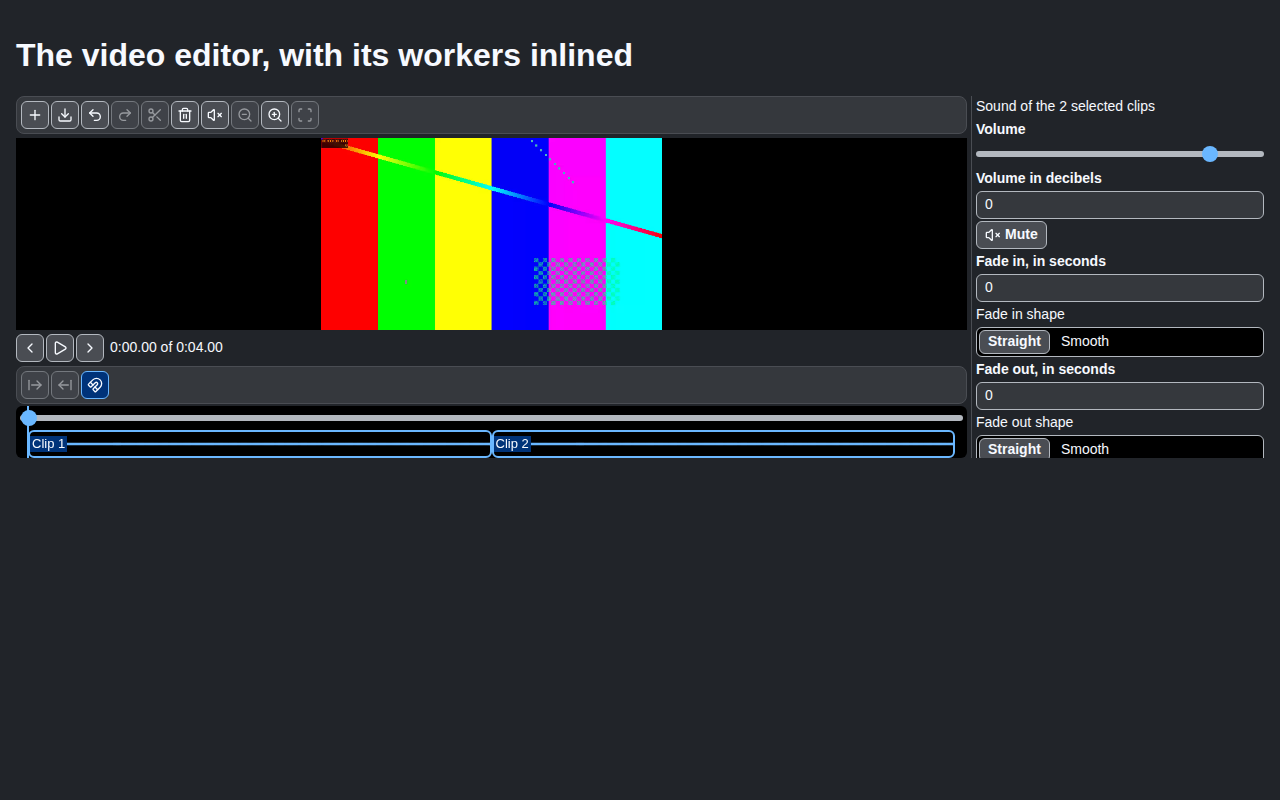 The video editor, with its workers inlined
Sound of the 2 selected clips
Volume
Volume in decibels
0
Mute
Fade in, in seconds
0
Fade in shape
Straight Smooth
Fade out, in seconds
0
Fade out shape
Straight Smooth
0:00.00 of 0:04.00
Clip 1 Clip 2